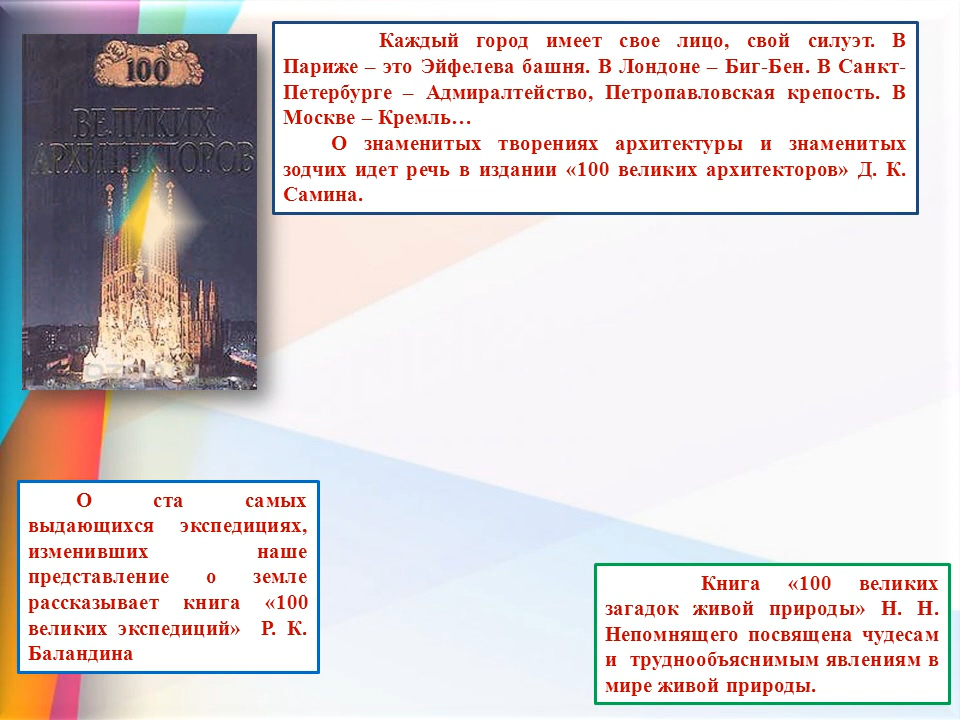 100
ВЕЛИКИХ
АРХИТЕКТОРОВ
Каждый город имеет свое лицо, свой силуэт. В
Париже – это Эйфелева башня. В Лондоне – Биг-Бен. В Санкт-
Петербурге – Адмиралтейство, Петропавловская крепость. В
Москве – Кремль…
О знаменитых творениях архитектуры и знаменитых
зодчих идет речь в издании «100 великих архитекторов» Д. К.
Самина.
О ста самых
выдающихся экспедициях,
изменивших наше
представление о земле
рассказывает книга «100
великих экспедиций» Р. К.
Баландина
Книга «100 великих
загадок живой природы» Н. Н.
Непомнящего посвящена чудесам
и труднообъяснимым явлениям в
мире живой природы.